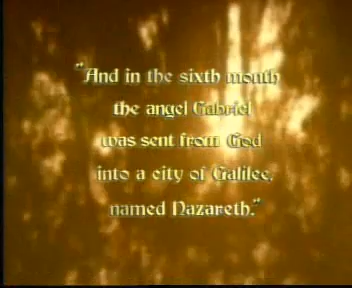 "And in the sixth month
the angel Gabriel
was sent from God
into a city of Galilee,
named Nazareth."